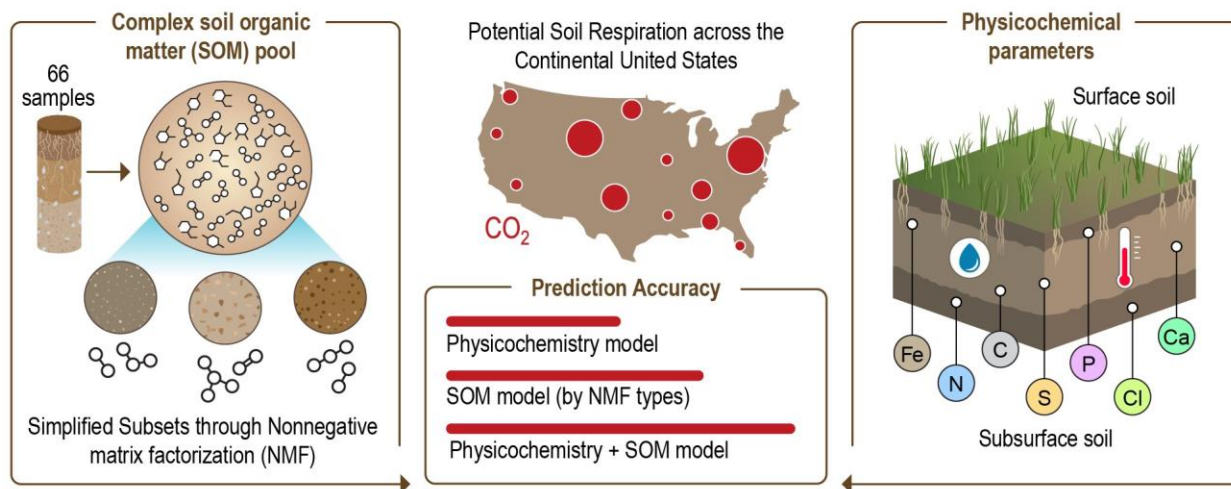 Complex soil organic
matter (SOM) pool
66
samples
Simplified Subsets through Nonnegative
matrix factorization (NMF)
Potential Soil Respiration across the
Continental United States
CO₂
Prediction Accuracy
Physicochemistry model
SOM model (by NMF types)
Physicochemistry + SOM model
Physicochemical
parameters
Surface soil
Fe
N
C
S
P
Cl
Ca
Subsurface soil